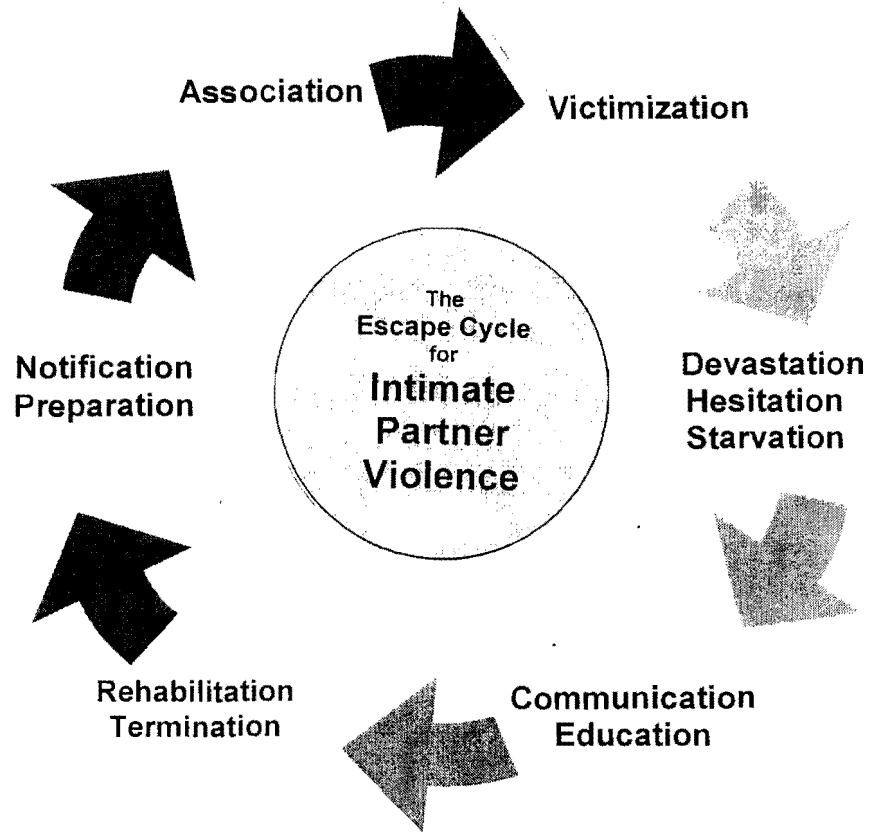 Association
Victimization
The
Escape Cycle
for
Intimate
Partner
Violence
Devastation
Hesitation
Starvation
Communication
Education
Rehabilitation
Termination
Notification
Preparation